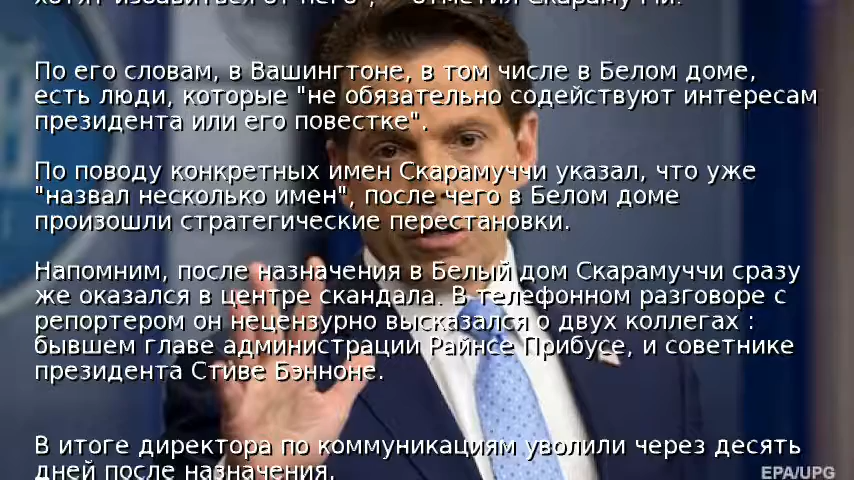 По его словам, в Вашингтоне, в том числе в Белом доме,
есть люди, которые "не обязательно содействуют интересам
президента или его повестке".
По поводу конкретных имен Скарамуччи указал, что уже
"назвал несколько имен", после чего в Белом доме
произошли стратегические перестановки.
Напомним, после назначения в Белый дом Скарамуччи сразу
же оказался в центре скандала. В телефонном разговоре с
репортером он нецензурно высказался о двух коллегах :
бывшем главе администрации Райнсе Прибусе, и советнике
президента Стиве Бэнноне.
В итоге директора по коммуникациям уволили через десять
дней после назначения.
EPA/UPG